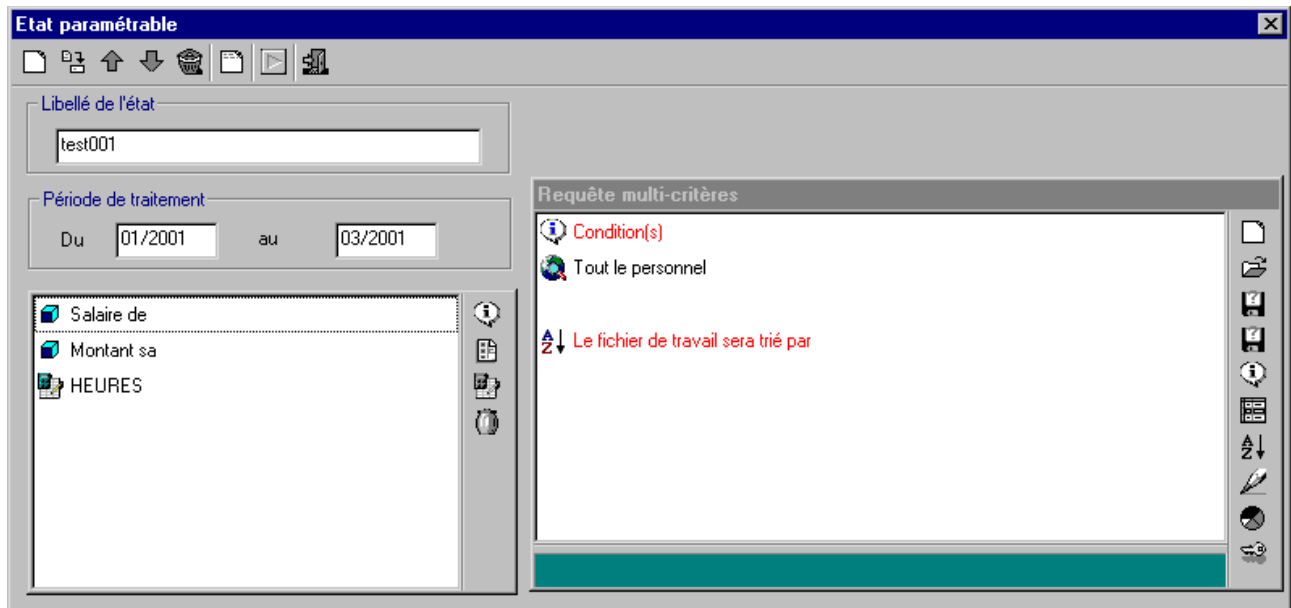 Etat paramétrable
Libellé de l'état
test001
Période de traitement
Du 01/2001 au 03/2001
Salaire de
Montant sa
HEURES
Requête multi-critères
Condition(s)
Tout le personnel
Le fichier de travail sera trié par